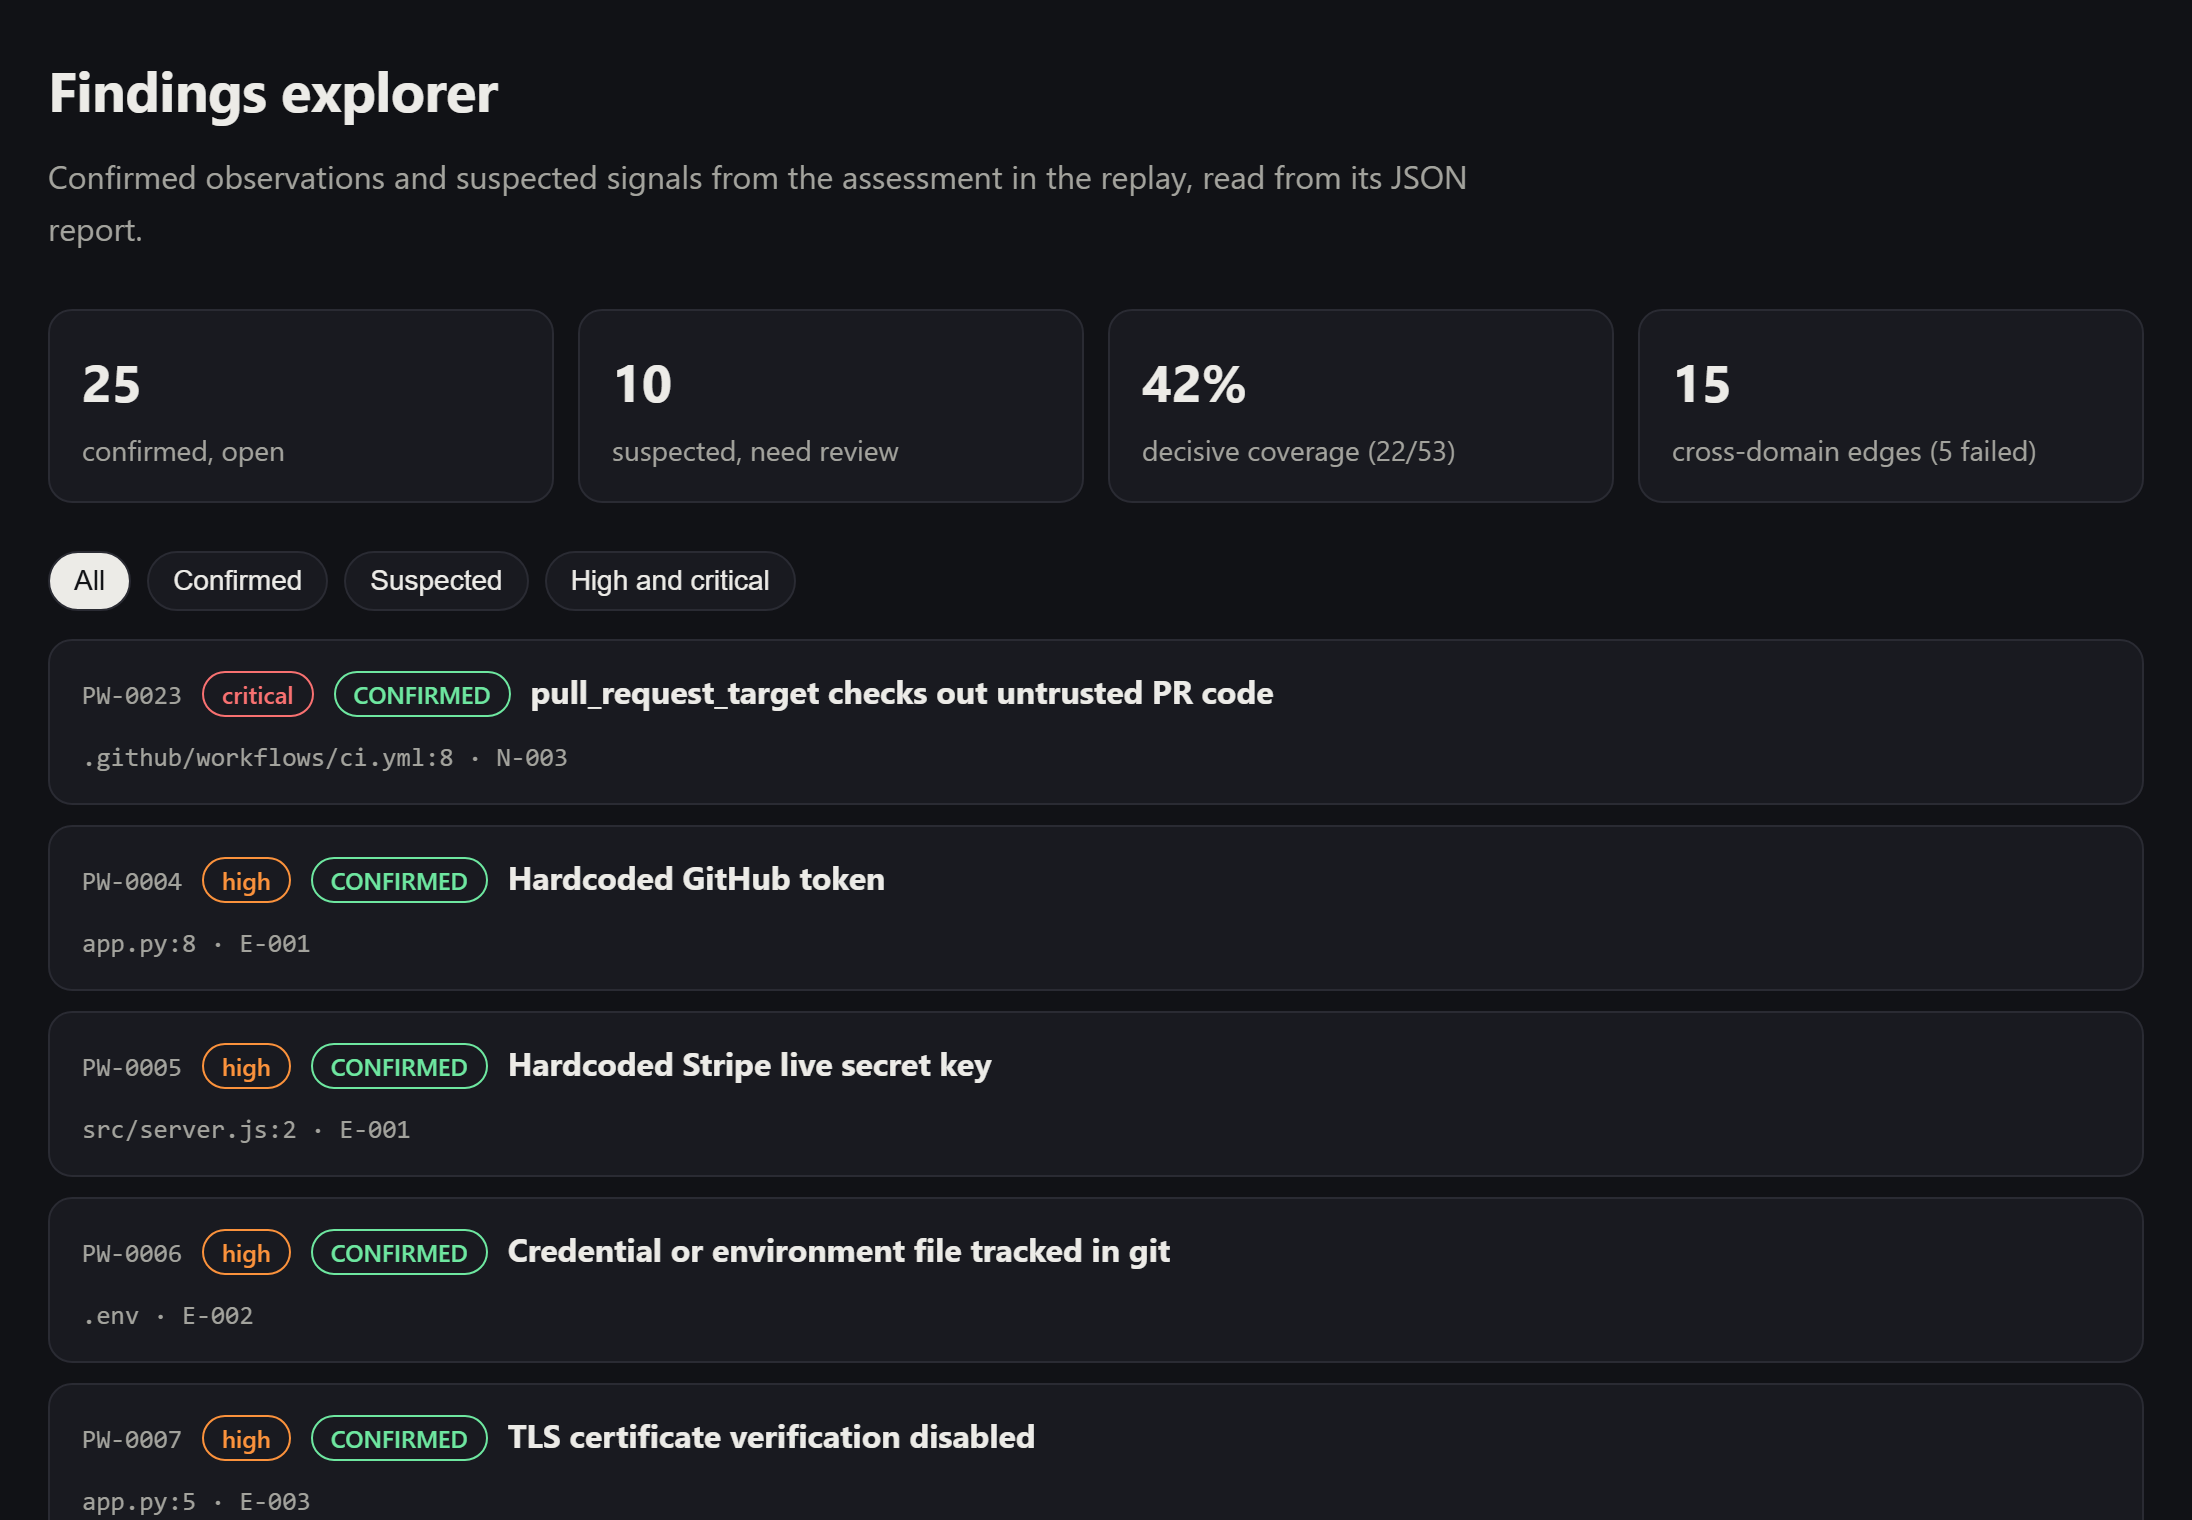 Findings explorer
Confirmed observations and suspected signals from the assessment in the replay, read from its JSON
report.
25
confirmed, open
10
suspected, need review
42%
decisive coverage (22/53)
15
cross-domain edges (5 failed)
All
Confirmed
Suspected
High and critical
PW-0023 critical CONFIRMED pull_request_target checks out untrusted PR code
.github/workflows/ci.yml:8 · N-003
PW-0004 high CONFIRMED Hardcoded GitHub token
app.py:8 · E-001
PW-0005 high CONFIRMED Hardcoded Stripe live secret key
src/server.js:2 · E-001
PW-0006 high CONFIRMED Credential or environment file tracked in git
.env · E-002
PW-0007 high CONFIRMED TLS certificate verification disabled
app.py:5 · E-003